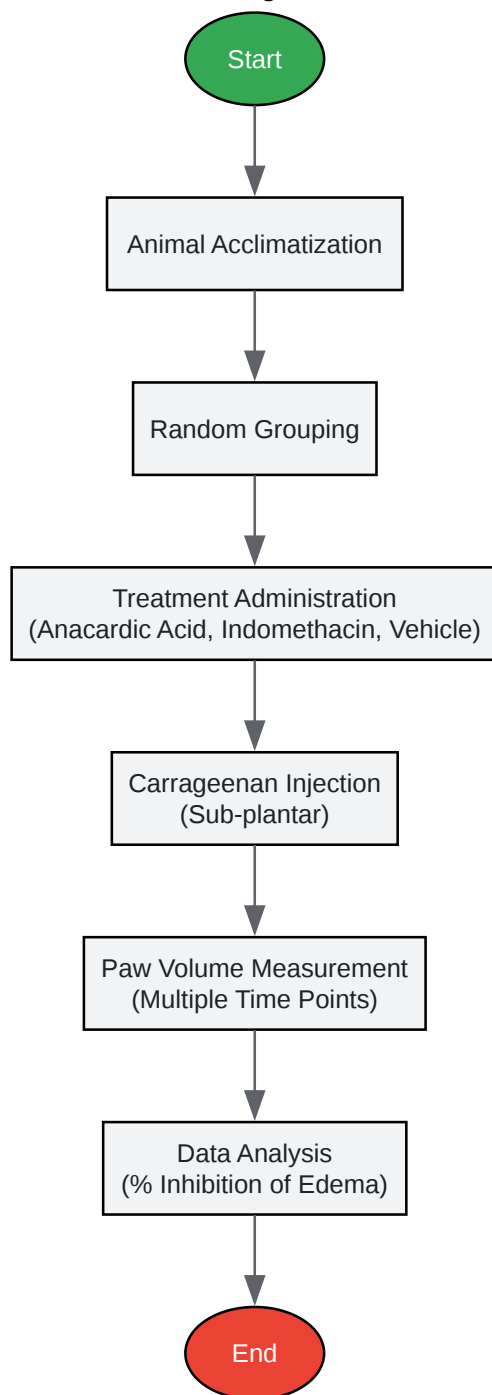 Start
Animal Acclimatization
Random Grouping
Treatment Administration
(Anacardic Acid, Indomethacin, Vehicle)
Carrageenan Injection
(Sub-plantar)
Paw Volume Measurement
(Multiple Time Points)
Data Analysis
(% Inhibition of Edema)
End